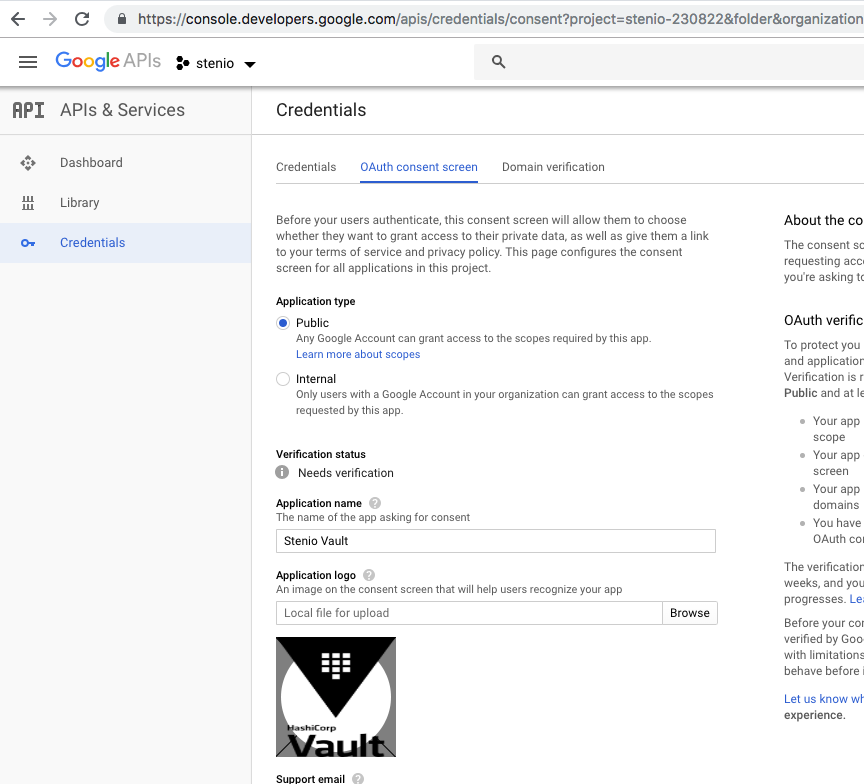 https://console.developers.google.com/apis/credentials/consent?project=stenio-230822&folder&organization
Google APIs
stenio
API
APIs & Services
Dashboard
Library
Credentials
Credentials
Credentials
OAuth consent screen
Domain verification
Before your users authenticate, this consent screen will allow them to choose
whether they want to grant access to their private data, as well as give them a link
to your terms of service and privacy policy. This page configures the consent
screen for all applications in this project.
Application type
Public
Any Google Account can grant access to the scopes required by this app.
Learn more about scopes
Internal
Only users with a Google Account in your organization can grant access to the scopes
requested by this app.
Verification status
Needs verification
Application name
The name of the app asking for consent
Stenio Vault
Application logo
An image on the consent screen that will help users recognize your app
Local file for upload
Browse
HashiCorp
Vault
Support email
About the co
The consent sc
requesting acc
you're asking to
OAuth verific
To protect you
and application
Verification is r
Public and at le
Your app
scope
Your app
screen
Your app
domains
You have
OAuth cor
The verification
weeks, and you
progresses. Lea
Before your con
verified by Goo
with limitations
behave before i
Let us know wh
experience.